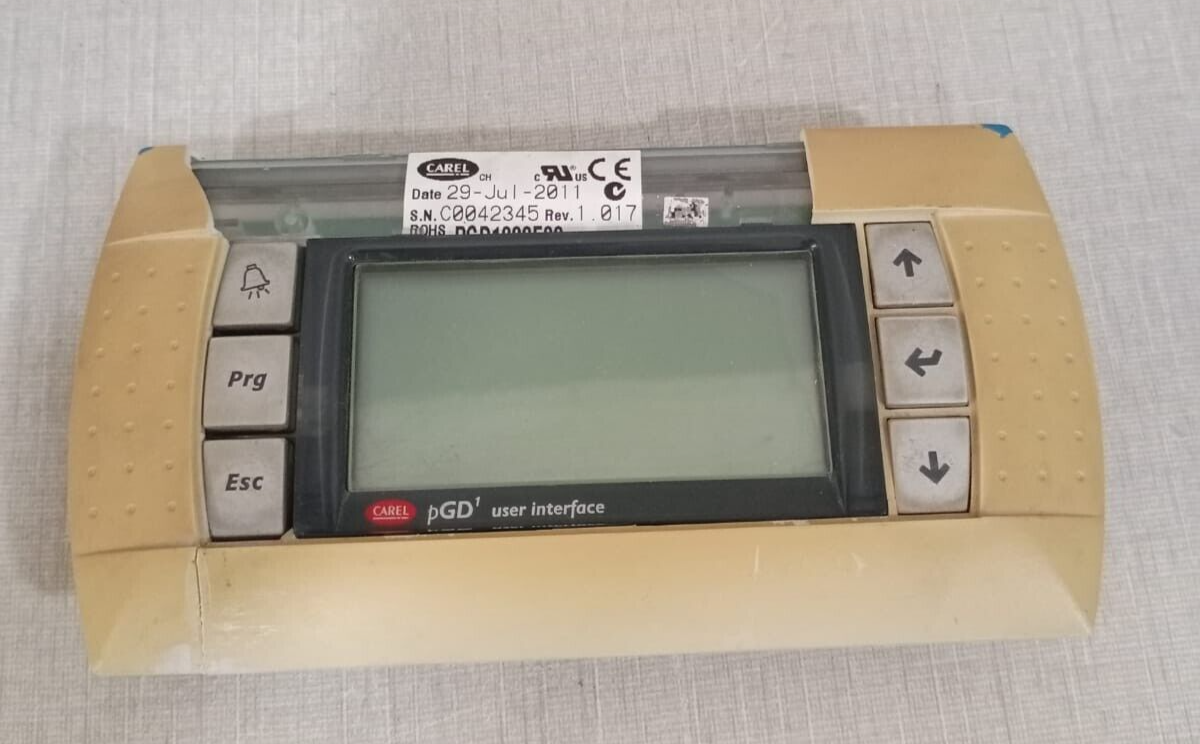 CAREL CH c RU® US CE
Date 29-Jul-2011
S.N. C0042345 Rev. 1.017
ROHS
Prg
Esc
CAREL pGD¹ user interface